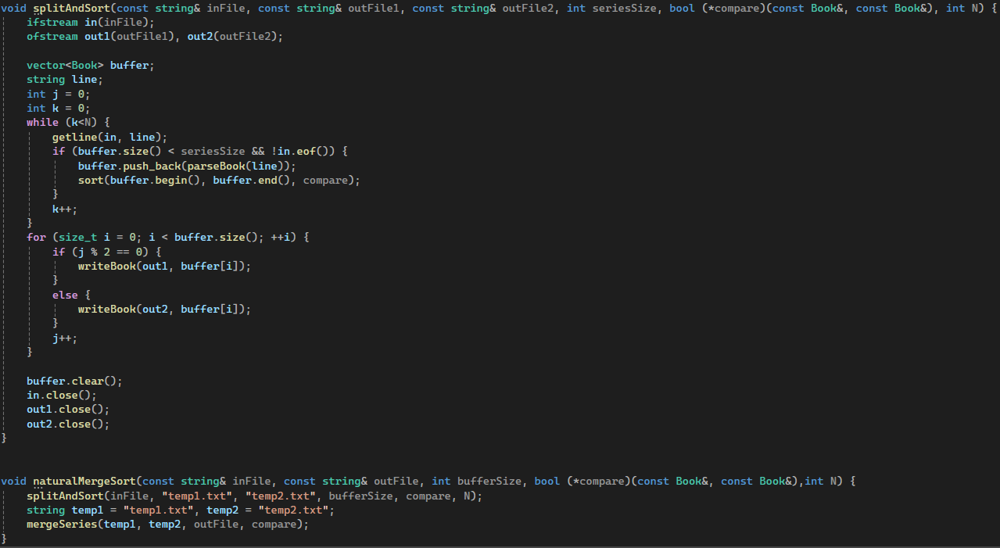 void splitAndSort(const string& inFile, const string& outFile1, const string& outFile2, int seriesSize, bool (*compare)(const Book&, const Book&), int N) {
    ifstream in(inFile);
    ofstream out1(outFile1), out2(outFile2);

    vector<Book> buffer;
    string line;
    int j = 0;
    int k = 0;
    while (k<N) {
        getline(in, line);
        if (buffer.size() < seriesSize && !in.eof()) {
            buffer.push_back(parseBook(line));
            sort(buffer.begin(), buffer.end(), compare);
        }
        k++;
    }
    for (size_t i = 0; i < buffer.size(); ++i) {
        if (j % 2 == 0) {
            writeBook(out1, buffer[i]);
        }
        else {
            writeBook(out2, buffer[i]);
        }
        j++;
    }

    buffer.clear();
    in.close();
    out1.close();
    out2.close();
}

void naturalMergeSort(const string& inFile, const string& outFile, int bufferSize, bool (*compare)(const Book&, const Book&),int N) {
    splitAndSort(inFile, "temp1.txt", "temp2.txt", bufferSize, compare, N);
    string temp1 = "temp1.txt", temp2 = "temp2.txt";
    mergeSeries(temp1, temp2, outFile, compare);
}